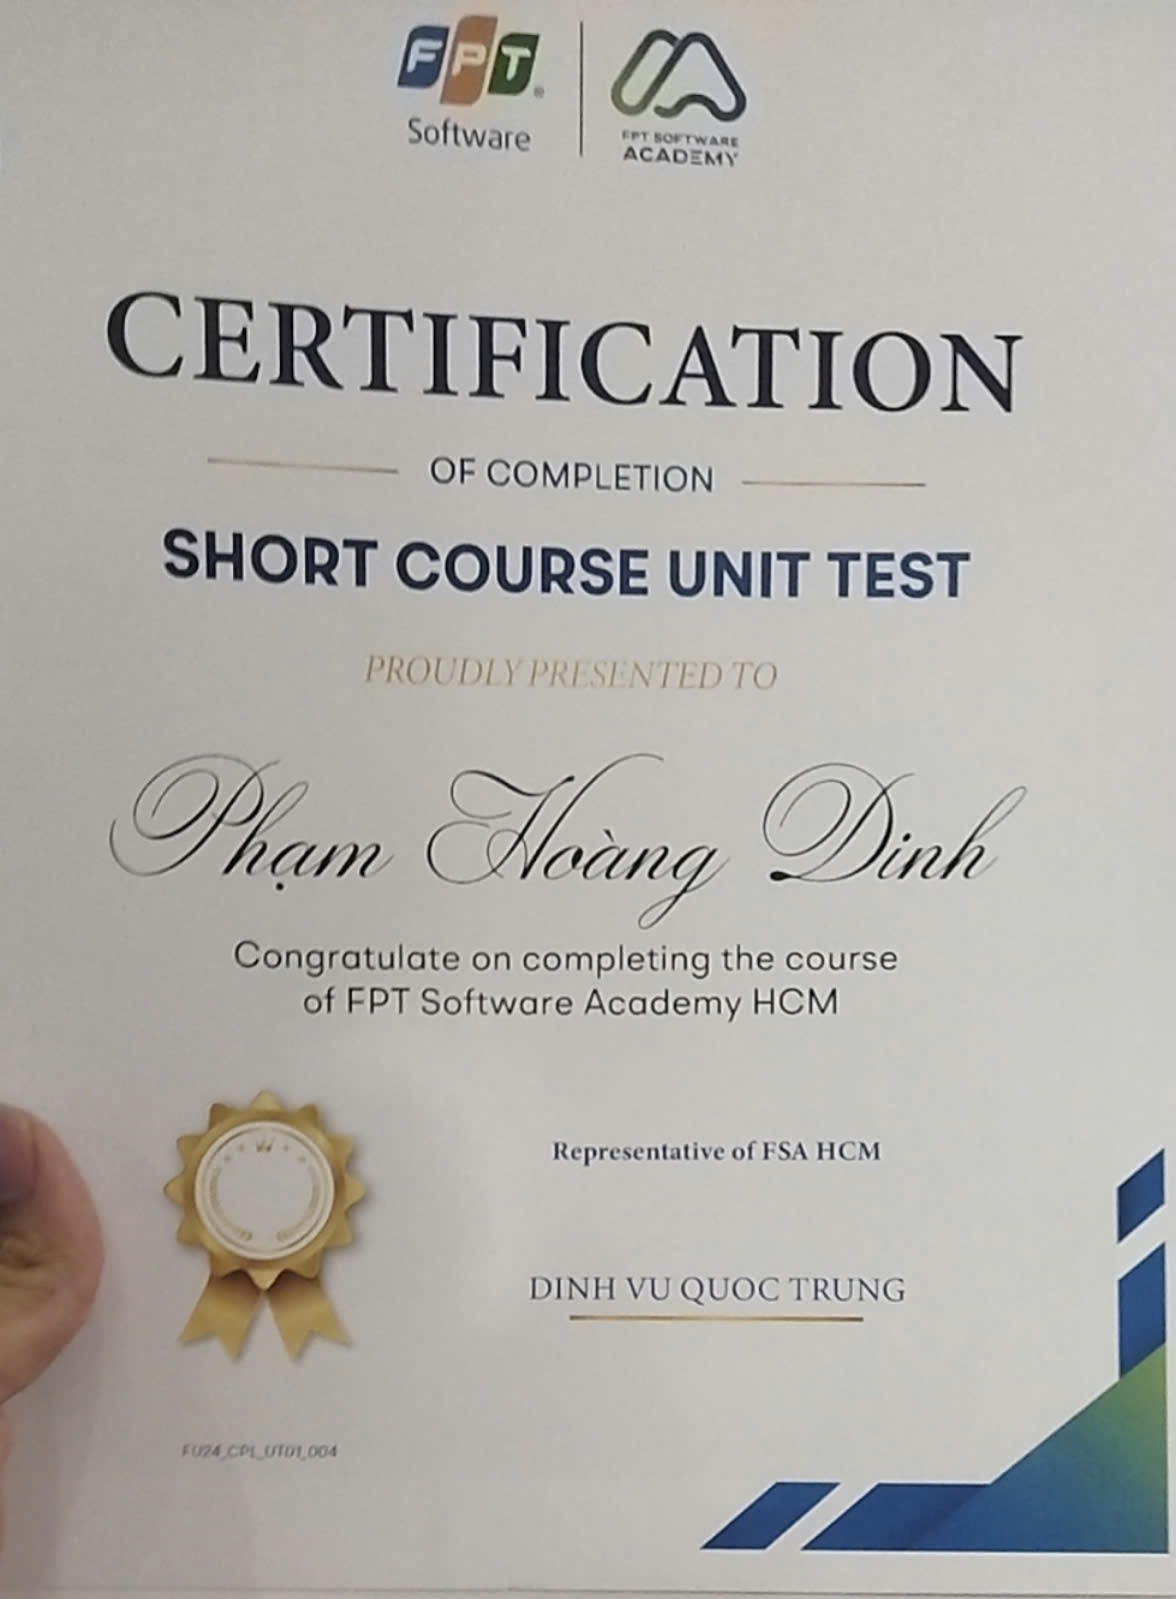 FPT
Software
FPT SOFTWARE
ACADEMY
CERTIFICATION
OF COMPLETION
SHORT COURSE UNIT TEST
PROUDLY PRESENTED TO
Phạm Hoàng Dinh
Congratulate on completing the course
of FPT Software Academy HCM
Representative of FSA HCM
DINH VU QUOC TRUNG
FU24_CPL_UT01_004